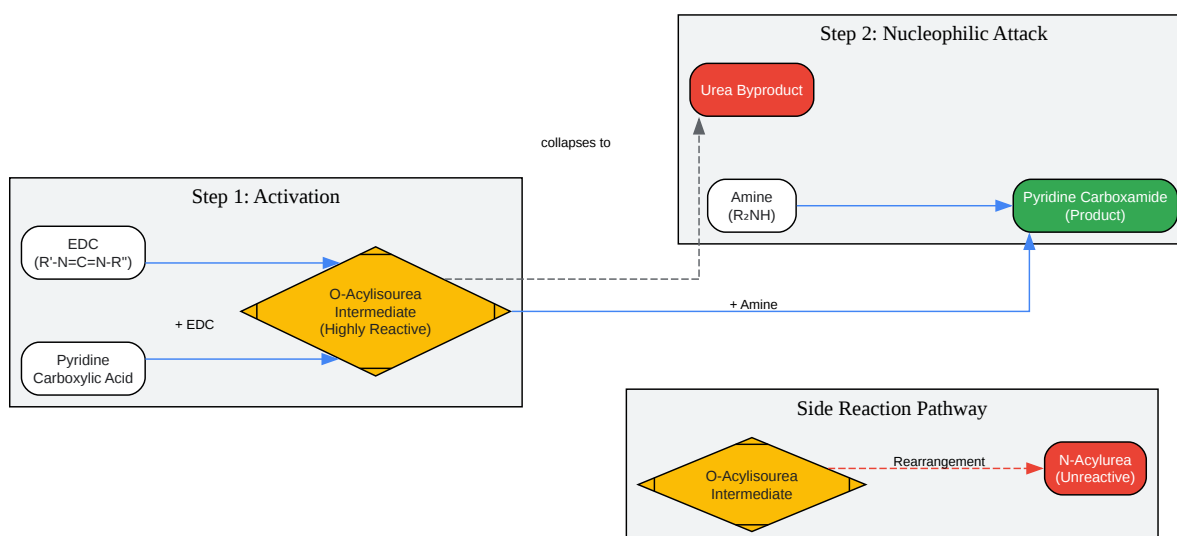 Step 1: Activation
EDC
(R'-N=C=N-R")
+ EDC
Pyridine
Carboxylic Acid
O-Acylisourea
Intermediate
(Highly Reactive)
collapses to
+ Amine
Step 2: Nucleophilic Attack
Urea Byproduct
Amine
(R₂NH)
Pyridine Carboxamide
(Product)
Side Reaction Pathway
O-Acylisourea
Intermediate
Rearrangement
N-Acylurea
(Unreactive)